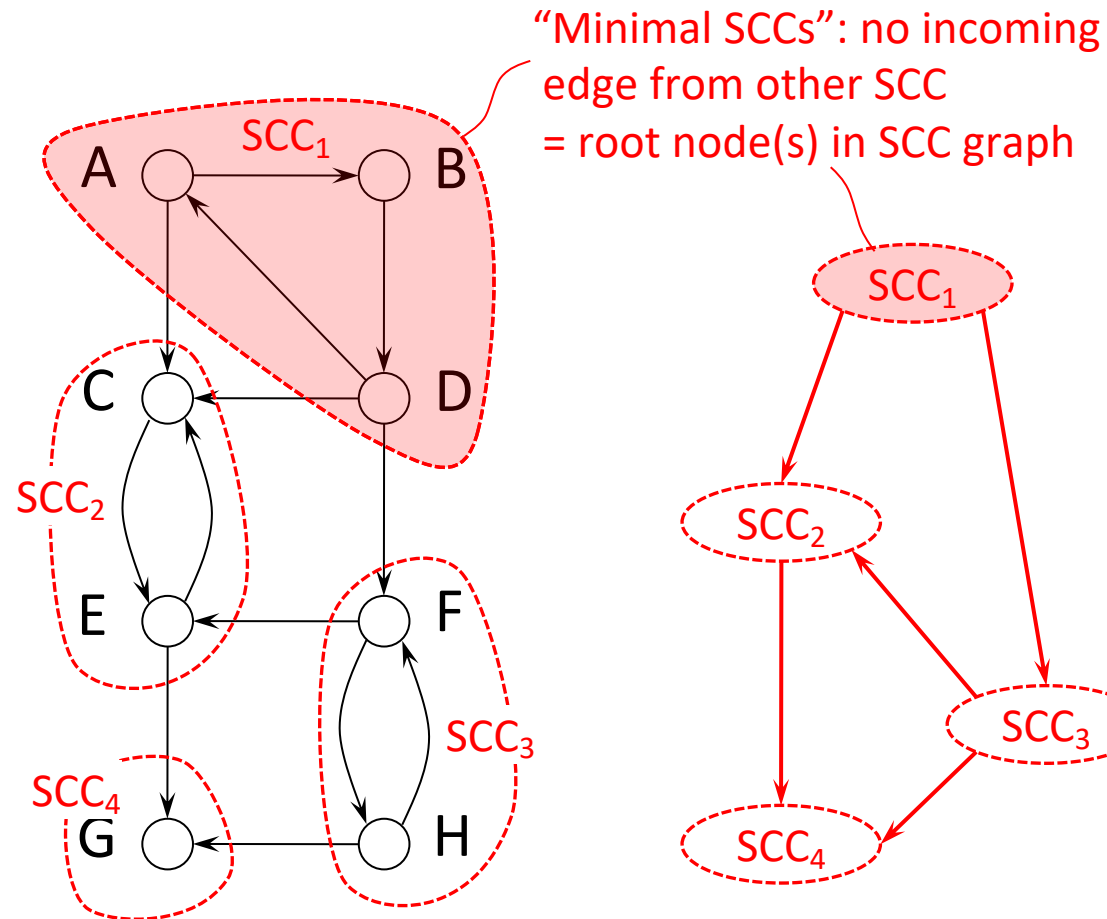 “Minimal SCCs”: no incoming
edge from other SCC
= root node(s) in SCC graph
SCC₁
A
B
C
D
SCC₂
E
F
SCC₃
SCC₄
G
H
SCC₁
SCC₂
SCC₃
SCC₄